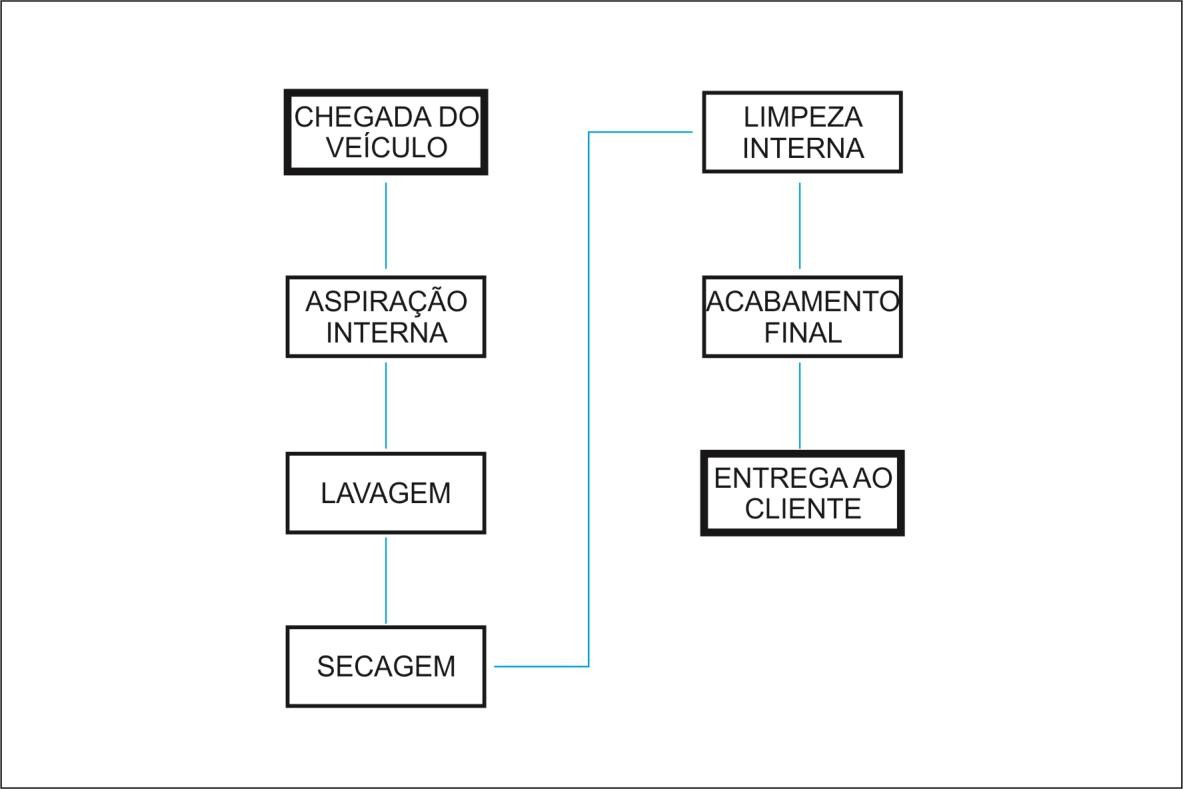 CHEGADA DO
VEÍCULO
ASPIRAÇÃO
INTERNA
LAVAGEM
SECAGEM
LIMPEZA
INTERNA
ACABAMENTO
FINAL
ENTREGA AO
CLIENTE